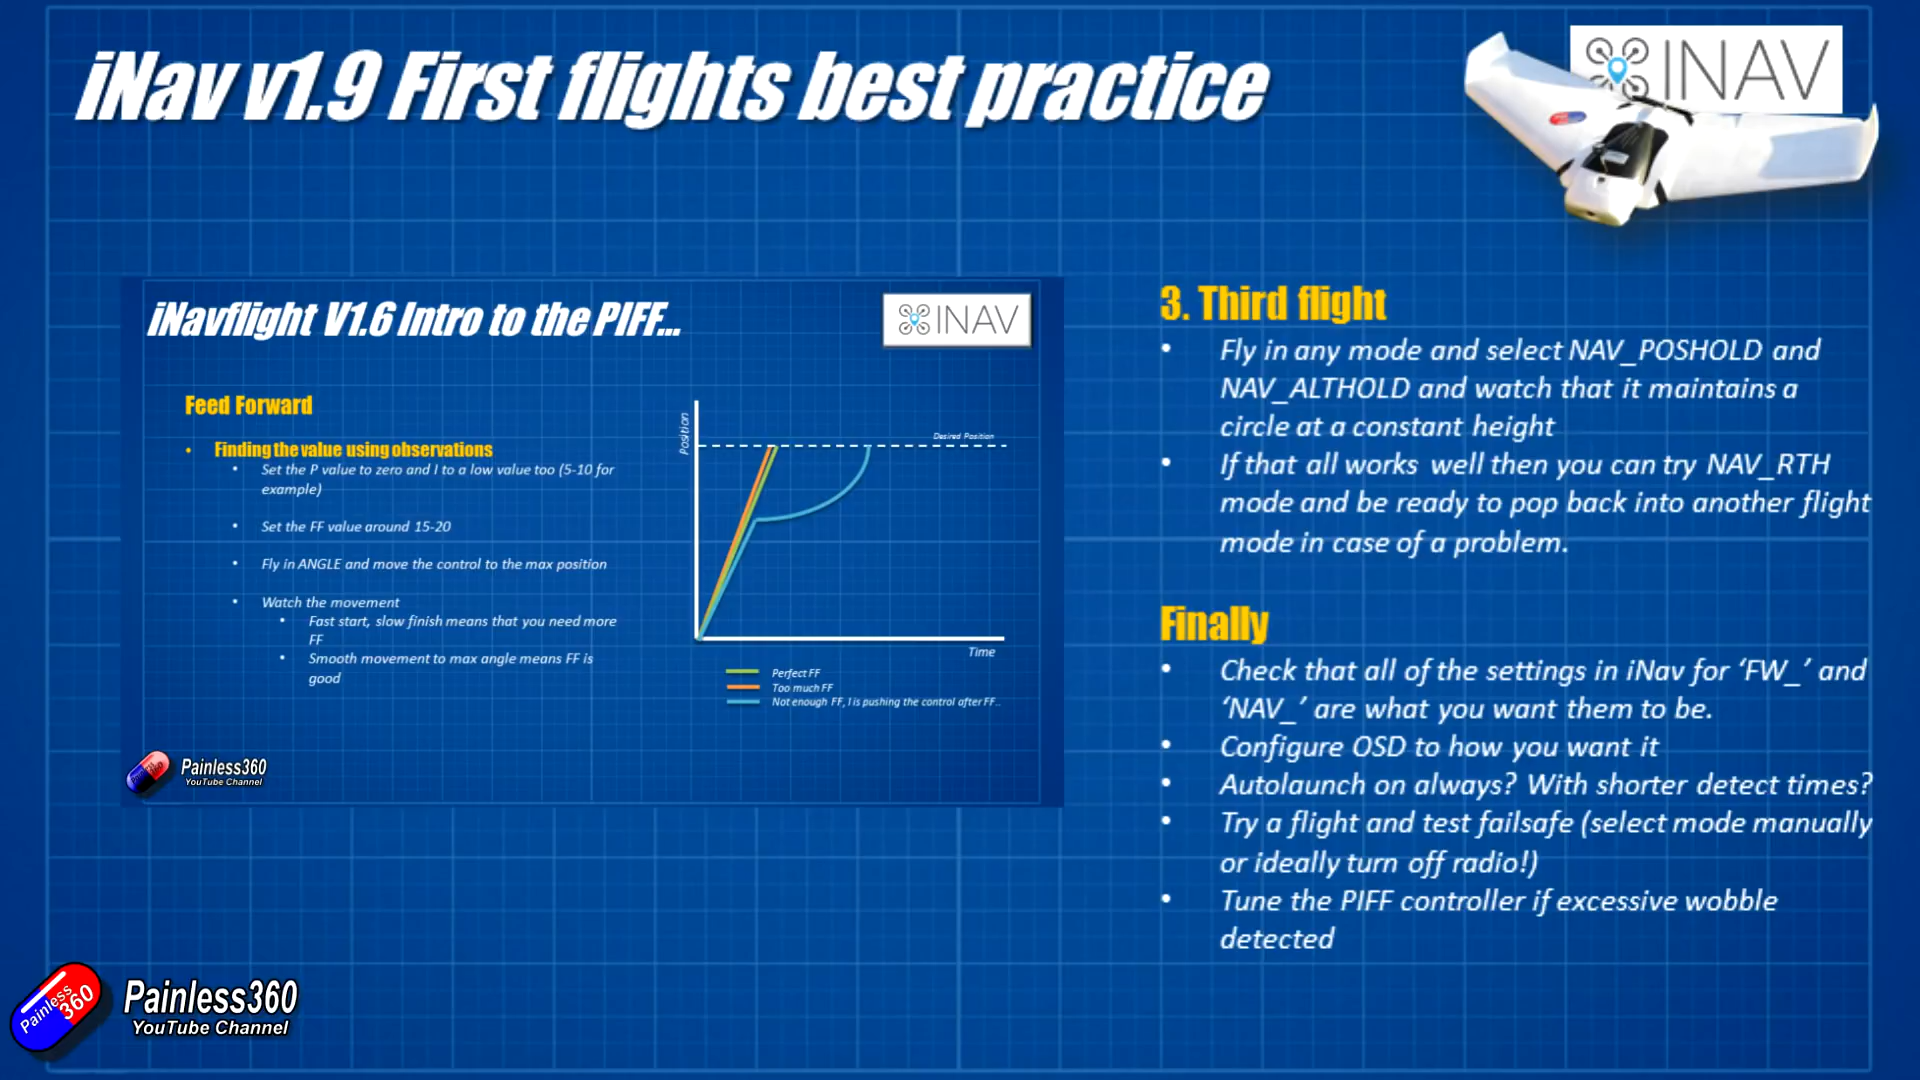 iNav v1.9 First flights best practice
INAV
iNavflight V1.6 Intro to the PIFF...
INAV
Feed Forward
• Finding the value using observations
• Set the P value to zero and I to a low value too (5-10 for
example)
• Set the FF value around 15-20
• Fly in ANGLE and move the control to the max position
• Watch the movement
• Fast start, slow finish means that you need more
FF
• Smooth movement to max angle means FF is
good
Position
Desired Position
Time
Perfect FF
Too much FF
Not enough FF, I is pushing the control after FF..
Painless360
YouTube Channel
3. Third flight
• Fly in any mode and select NAV_POSHOLD and
NAV_ALTHOLD and watch that it maintains a
circle at a constant height
• If that all works well then you can try NAV_RTH
mode and be ready to pop back into another flight
mode in case of a problem.
Finally
• Check that all of the settings in iNav for ‘FW_’ and
‘NAV_’ are what you want them to be.
• Configure OSD to how you want it
• Autolaunch on always? With shorter detect times?
• Try a flight and test failsafe (select mode manually
or ideally turn off radio!)
• Tune the PIFF controller if excessive wobble
detected
Painless
360
Painless360
YouTube Channel